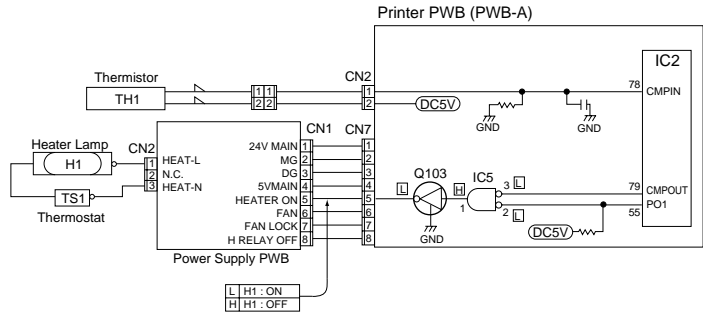 Printer PWB (PWB-A)
IC2
Thermistor
TH1
1 1
2 2
CN2
1
2
DC5V
GND
GND
78 CMPIN
Heater Lamp
H1
TS1
Thermostat
CN2
1 HEAT-L
2 N.C.
3 HEAT-N
CN1
CN7
24V MAIN 1 1
MG 2 2
DG 3 3
5VMAIN 4 4
HEATER ON 5 5
FAN 6 6
FAN LOCK 7 7
H RELAY OFF 8 8
Power Supply PWB
L
Q103
GND
H
1
IC5
3 L
2 L
DC5V
79 CMPOUT
55 PO1
L H1 : ON
H H1 : OFF